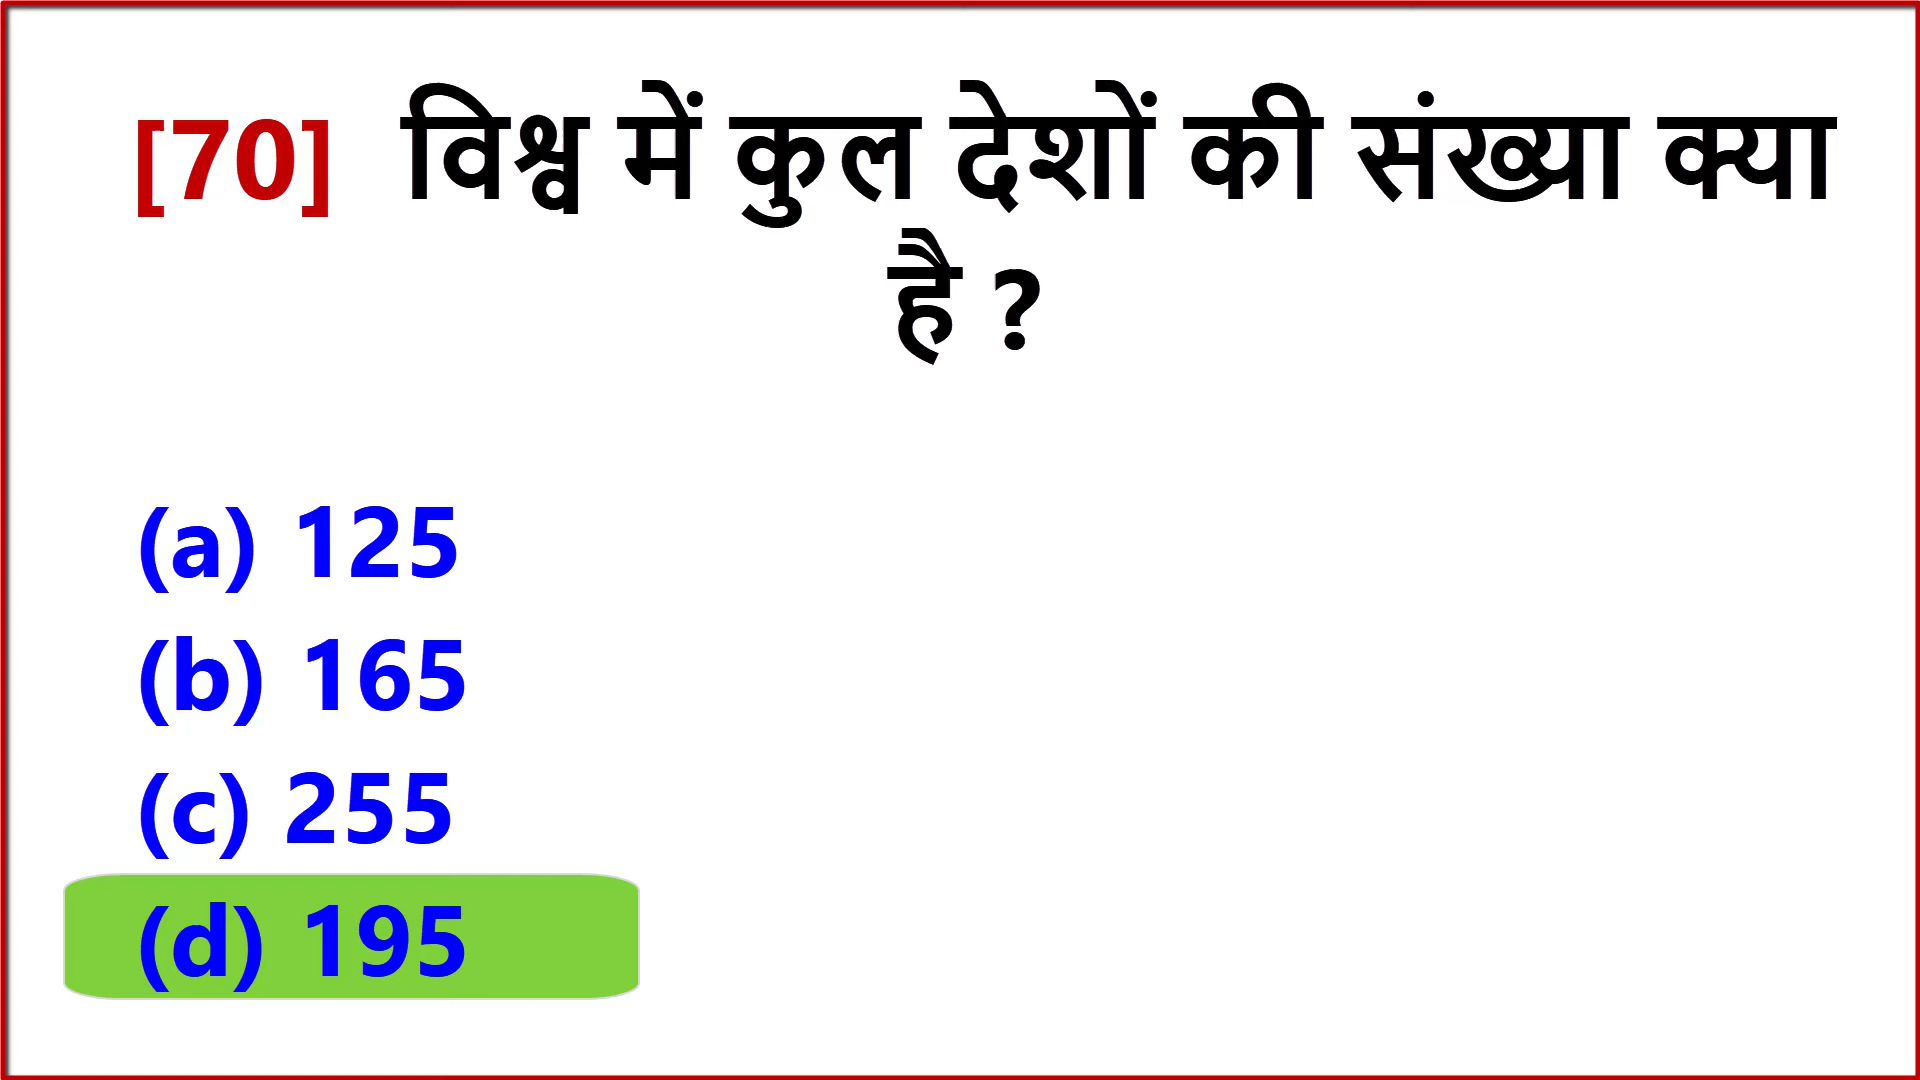 [70] विश्व में कुल देशों की संख्या क्या
है ?
(a) 125
(b) 165
(c) 255
(d) 195